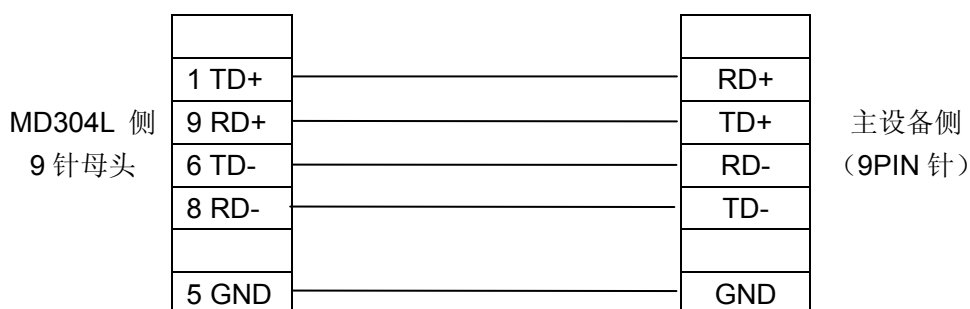 1 TD+ RD+
MD304L 侧 9 RD+ TD+ 主设备侧
9 针母头 6 TD- RD- （9PIN 针）
8 RD- TD-
5 GND GND